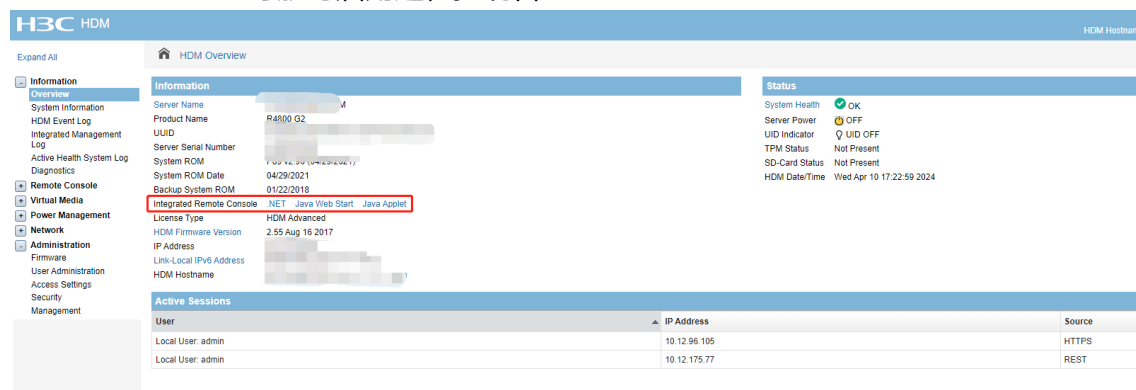 H3C HDM
HDM Hostnam
Expand All
HDM Overview
Information
Overview
System Information
HDM Event Log
Integrated Management
Log
Active Health System Log
Diagnostics
Remote Console
Virtual Media
Power Management
Network
Administration
Firmware
User Administration
Access Settings
Security
Management
Information
Server Name M
Product Name R4800 G2
UUID
Server Serial Number
System ROM
System ROM Date 04/29/2021
Backup System ROM 01/22/2018
Integrated Remote Console .NET Java Web Start Java Applet
License Type HDM Advanced
HDM Firmware Version 2.55 Aug 16 2017
IP Address
Link-Local IPv6 Address
HDM Hostname
Status
System Health OK
Server Power OFF
UID Indicator UID OFF
TPM Status Not Present
SD-Card Status Not Present
HDM Date/Time Wed Apr 10 17:22:59 2024
Active Sessions
User IP Address Source
Local User: admin 10.12.96.105 HTTPS
Local User: admin 10.12.175.77 REST